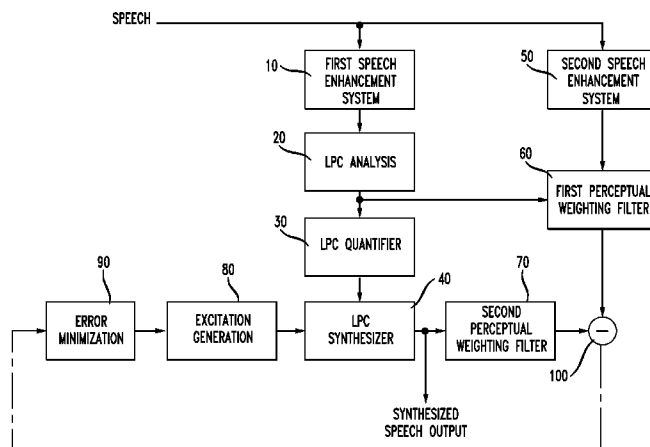 SPEECH
10
FIRST SPEECH
ENHANCEMENT
SYSTEM
50
SECOND SPEECH
ENHANCEMENT
SYSTEM
20
LPC ANALYSIS
60
FIRST PERCEPTUAL
WEIGHTING FILTER
30
LPC QUANTIFIER
90
ERROR
MINIMIZATION
80
EXCITATION
GENERATION
40
LPC
SYNTHESIZER
70
SECOND
PERCEPTUAL
WEIGHTING FILTER
−
100
SYNTHESIZED
SPEECH OUTPUT